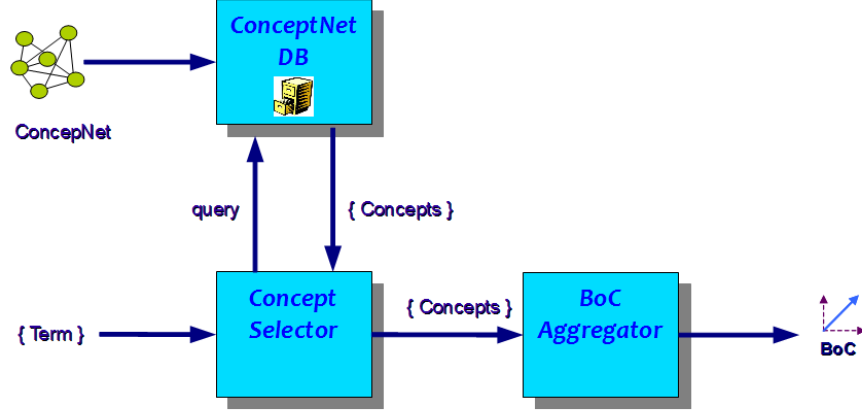 ConceptNet
DB
ConcepNet
query
{ Concepts }
Concept
Selector
{ Term }
{ Concepts }
BoC
Aggregator
BoC